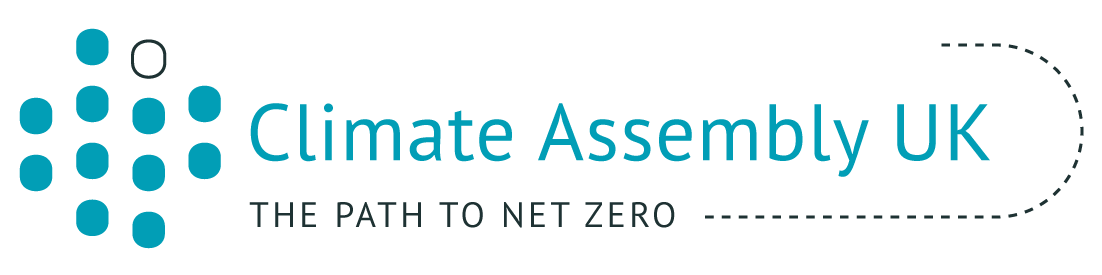 Climate Assembly UK
THE PATH TO NET ZERO